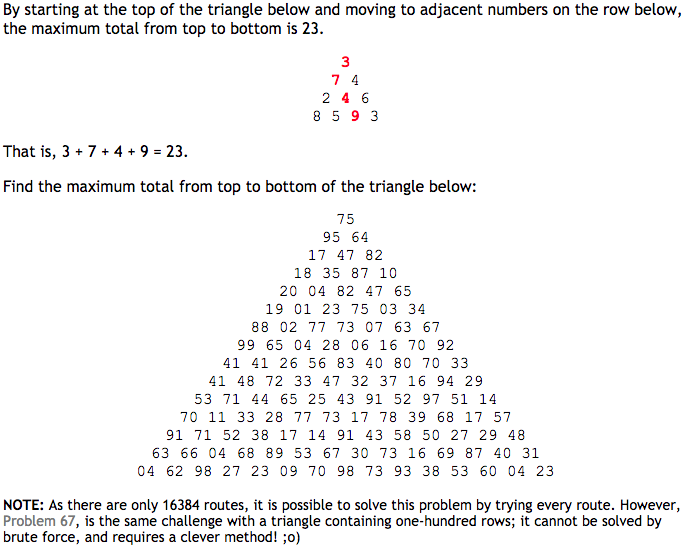 By starting at the top of the triangle below and moving to adjacent numbers on the row below,
the maximum total from top to bottom is 23.
3
7 4
2 4 6
8 5 9 3
That is, 3 + 7 + 4 + 9 = 23.
Find the maximum total from top to bottom of the triangle below:
75
95 64
17 47 82
18 35 87 10
20 04 82 47 65
19 01 23 75 03 34
88 02 77 73 07 63 67
99 65 04 28 06 16 70 92
41 41 26 56 83 40 80 70 33
41 48 72 33 47 32 37 16 94 29
53 71 44 65 25 43 91 52 97 51 14
70 11 33 28 77 73 17 78 39 68 17 57
91 71 52 38 17 14 91 43 58 50 27 29 48
63 66 04 68 89 53 67 30 73 16 69 87 40 31
04 62 98 27 23 09 70 98 73 93 38 53 60 04 23
NOTE: As there are only 16384 routes, it is possible to solve this problem by trying every route. However,
Problem 67, is the same challenge with a triangle containing one-hundred rows; it cannot be solved by
brute force, and requires a clever method! ;o)